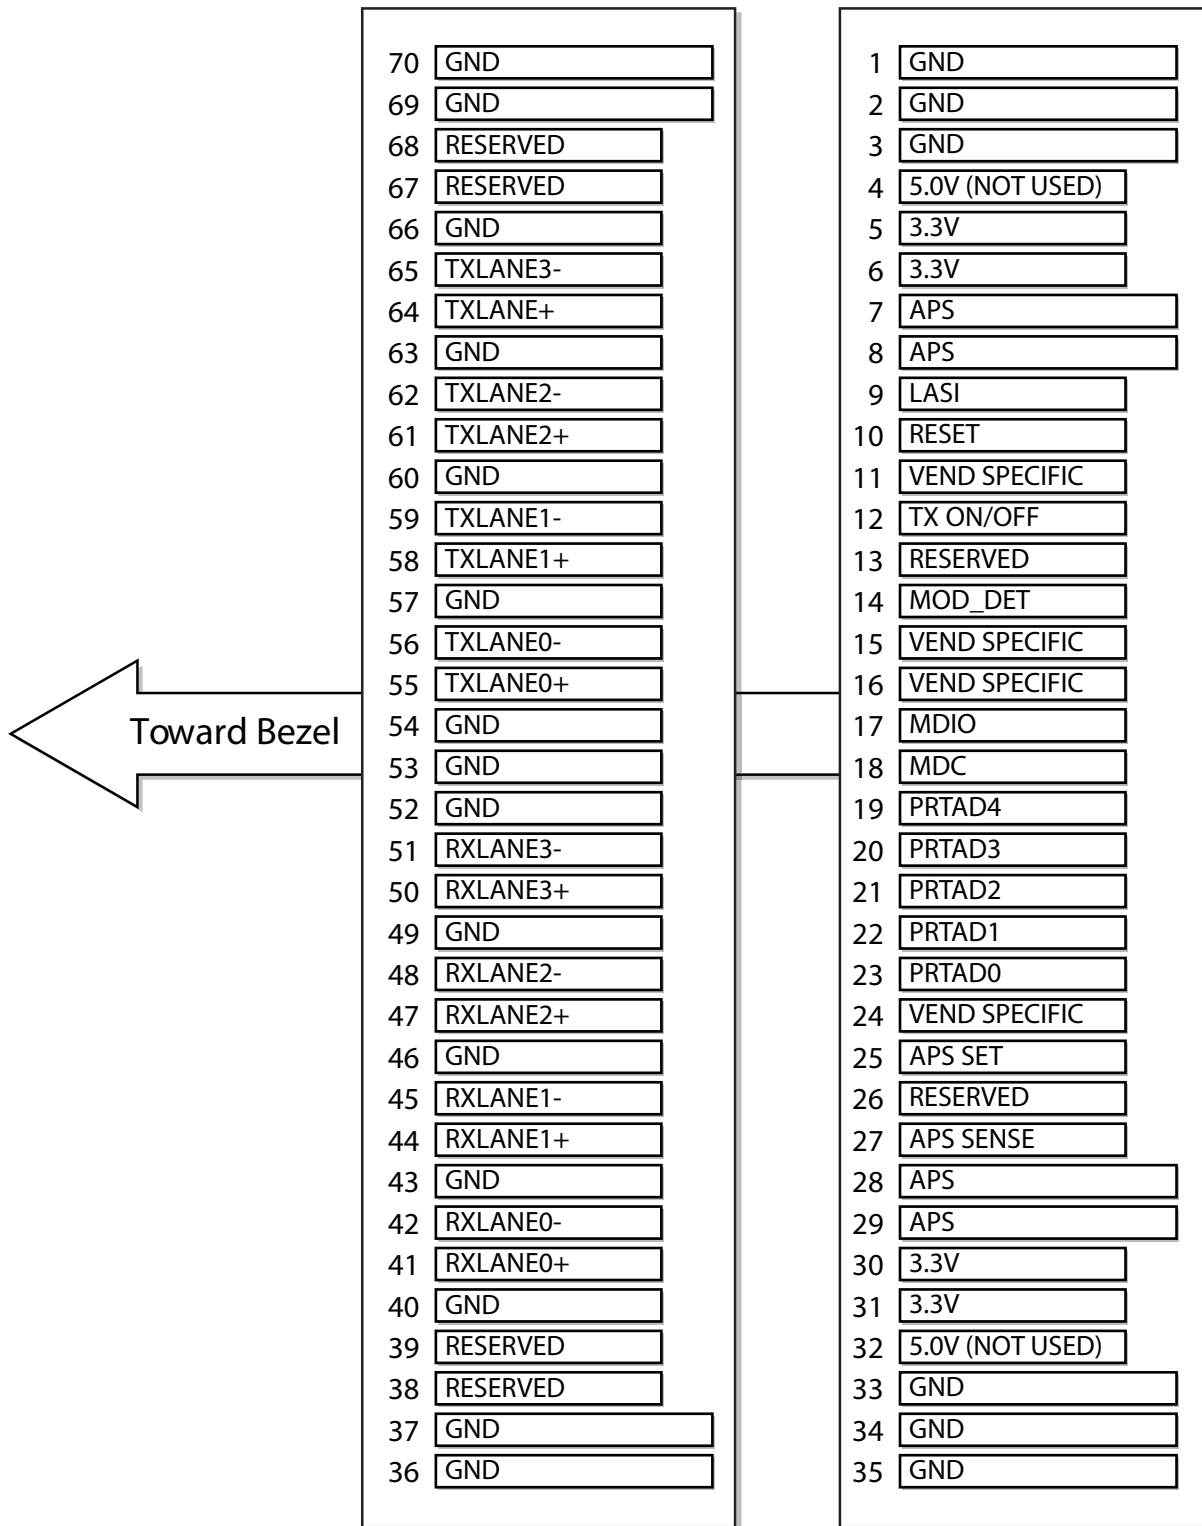 70 GND
69 GND
68 RESERVED
67 RESERVED
66 GND
65 TXLANE3-
64 TXLANE+
63 GND
62 TXLANE2-
61 TXLANE2+
60 GND
59 TXLANE1-
58 TXLANE1+
57 GND
56 TXLANE0-
55 TXLANE0+
54 GND
53 GND
52 GND
51 RXLANE3-
50 RXLANE3+
49 GND
48 RXLANE2-
47 RXLANE2+
46 GND
45 RXLANE1-
44 RXLANE1+
43 GND
42 RXLANE0-
41 RXLANE0+
40 GND
39 RESERVED
38 RESERVED
37 GND
36 GND
1 GND
2 GND
3 GND
4 5.0V (NOT USED)
5 3.3V
6 3.3V
7 APS
8 APS
9 LASI
10 RESET
11 VEND SPECIFIC
12 TX ON/OFF
13 RESERVED
14 MOD_DET
15 VEND SPECIFIC
16 VEND SPECIFIC
17 MDIO
18 MDC
19 PRTAD4
20 PRTAD3
21 PRTAD2
22 PRTAD1
23 PRTAD0
24 VEND SPECIFIC
25 APS SET
26 RESERVED
27 APS SENSE
28 APS
29 APS
30 3.3V
31 3.3V
32 5.0V (NOT USED)
33 GND
34 GND
35 GND
Toward Bezel